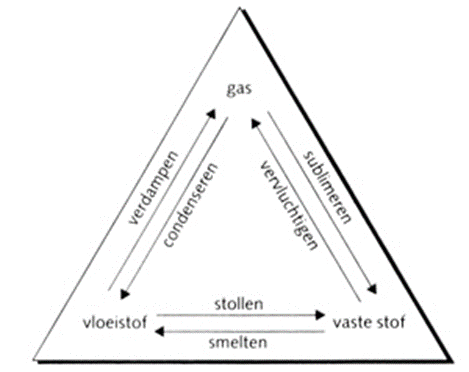 gas
verdampen
condenseren
vervluchtigen
sublimeren
stollen
vloeistof
vaste stof
smelten